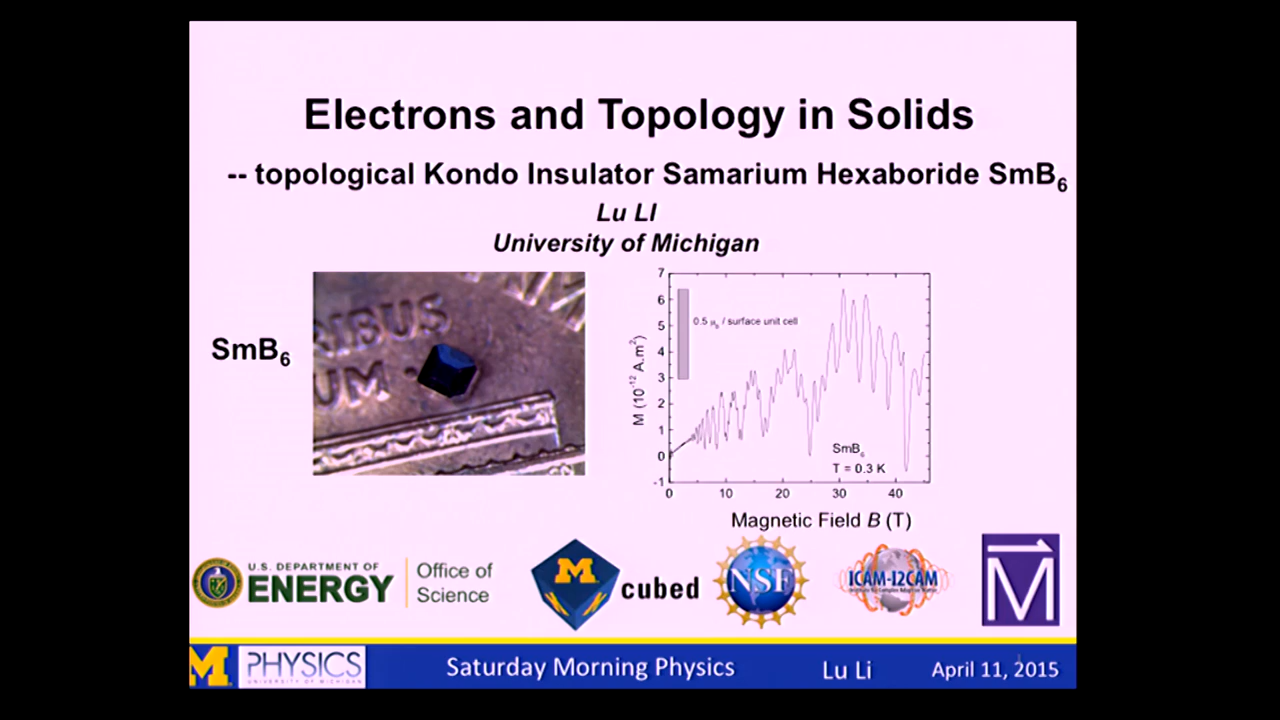 Electrons and Topology in Solids
-- topological Kondo Insulator Samarium Hexaboride SmB6
Lu LI
University of Michigan
SmB6
RIBUS
UM
7
6
5
4
3
2
1
0
-1
M (10⁻¹² A.m²)
0.5 μB / surface unit cell
SmB6
T = 0.3 K
0 10 20 30 40
Magnetic Field B (T)
U.S. DEPARTMENT OF
ENERGY
Office of
Science
M
cubed
NSF
ICAM-I2CAM
M
M
PHYSICS
UNIVERSITY OF MICHIGAN
Saturday Morning Physics
Lu Li
April 11, 2015